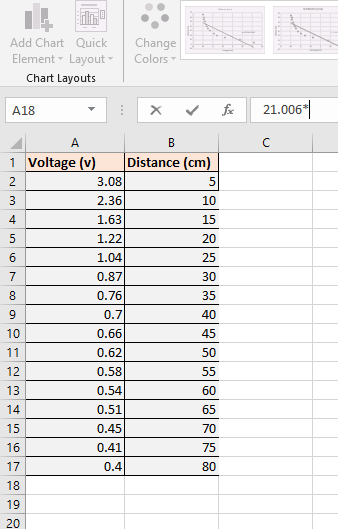 Add Chart Quick Change
Element Layout Colors
Chart Layouts
A18 fx 21.006*
A B C
1 Voltage (v) Distance (cm)
2 3.08 5
3 2.36 10
4 1.63 15
5 1.22 20
6 1.04 25
7 0.87 30
8 0.76 35
9 0.7 40
10 0.66 45
11 0.62 50
12 0.58 55
13 0.54 60
14 0.51 65
15 0.45 70
16 0.41 75
17 0.4 80
18
19
20